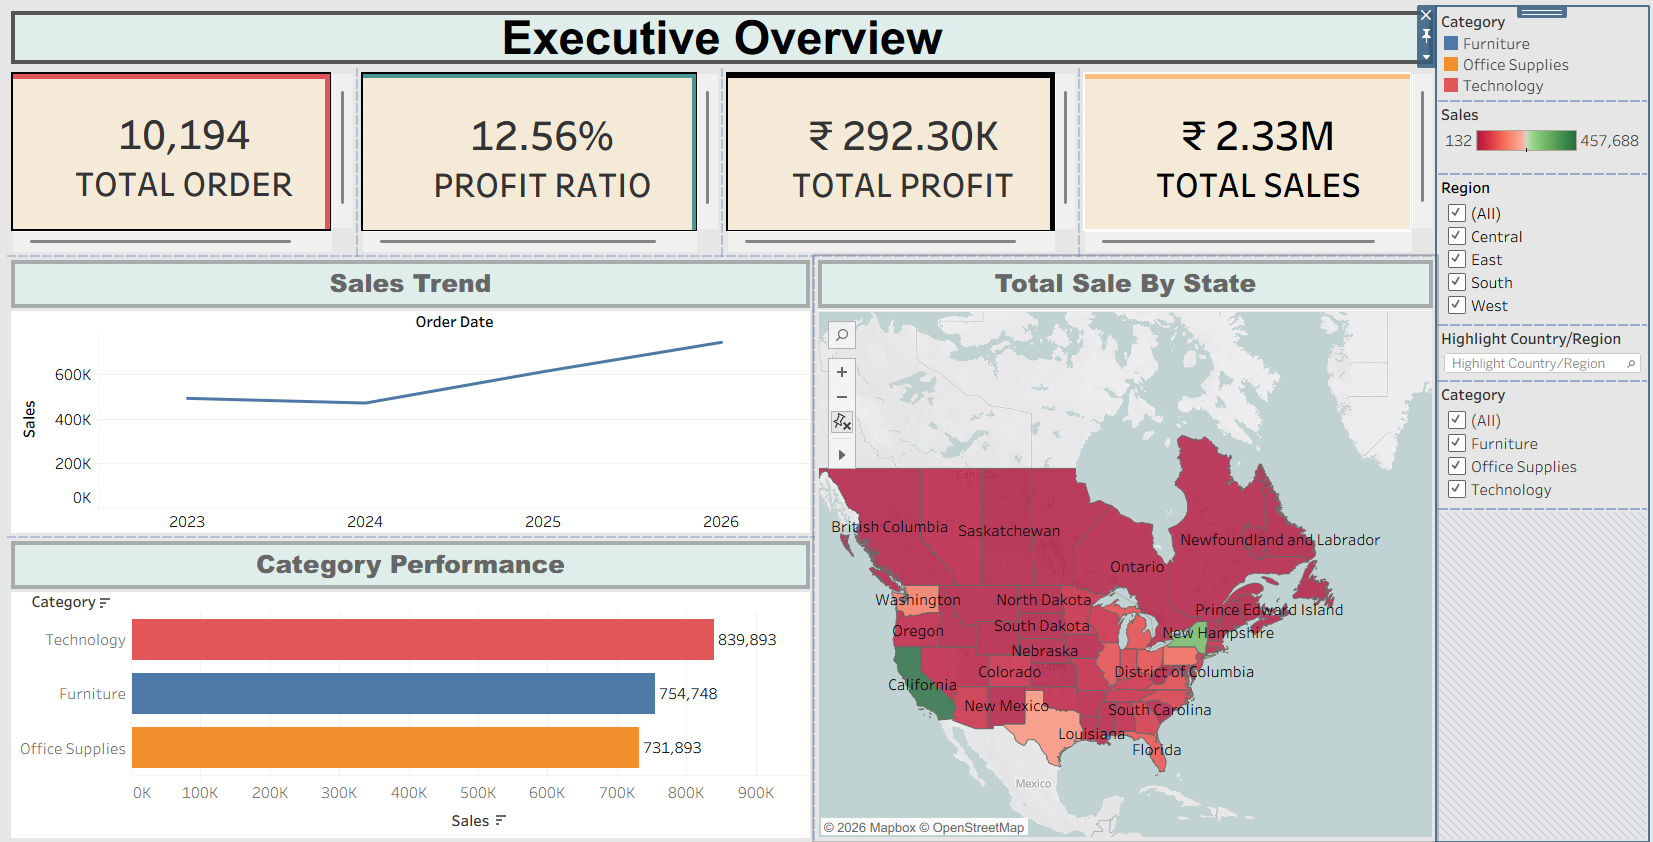 Executive Overview
10,194
TOTAL ORDER
12.56%
PROFIT RATIO
₹ 292.30K
TOTAL PROFIT
₹ 2.33M
TOTAL SALES
Sales Trend
Order Date
Sales
600K
400K
200K
0K
2023
2024
2025
2026
Category Performance
Category
Technology
839,893
Furniture
754,748
Office Supplies
731,893
0K
100K
200K
300K
400K
500K
600K
700K
800K
900K
Sales
Total Sale By State
Canada
British Columbia
Saskatchewan
Newfoundland and Labrador
Ontario
Washington
North Dakota
Prince Edward Island
Oregon
South Dakota
New Hampshire
Nebraska
States
Colorado
District of Columbia
California
New Mexico
South Carolina
Louisiana
Florida
Mexico
© 2026 Mapbox © OpenStreetMap
Category
Furniture
Office Supplies
Technology
Sales
132
457,688
Region
(All)
Central
East
South
West
Highlight Country/Region
Highlight Country/Region
Category
(All)
Furniture
Office Supplies
Technology